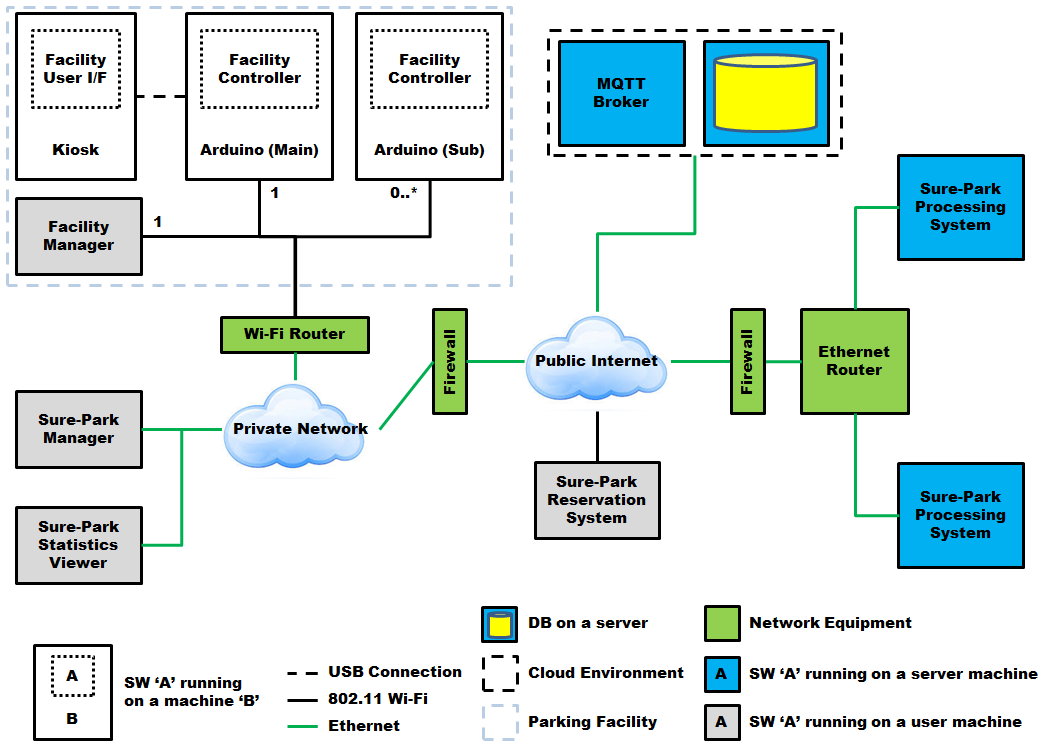 Facility
User I/F
Kiosk
Facility
Controller
Arduino (Main)
Facility
Controller
Arduino (Sub)
MQTT
Broker
1
0..*
Facility
Manager
1
Sure-Park
Processing
System
Wi-Fi Router
Firewall
Public Internet
Firewall
Ethernet
Router
Sure-Park
Manager
Private Network
Sure-Park
Reservation
System
Sure-Park
Processing
System
Sure-Park
Statistics
Viewer
A
B
SW ‘A’ running
on a machine ‘B’
USB Connection
802.11 Wi-Fi
Ethernet
DB on a server
Cloud Environment
Parking Facility
Network Equipment
A
SW ‘A’ running on a server machine
A
SW ‘A’ running on a user machine